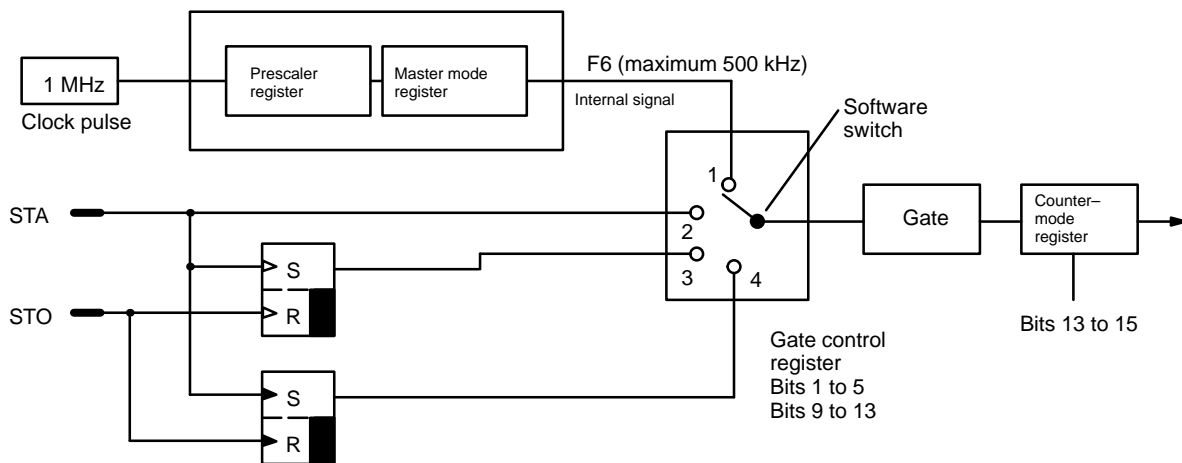 1 MHz
Clock pulse
Prescaler
register
Master mode
register
F6 (maximum 500 kHz)
Internal signal
Software
switch
1
2
3
4
STA
STO
S
R
S
R
Gate
Counter–
mode
register
Bits 13 to 15
Gate control
register
Bits 1 to 5
Bits 9 to 13